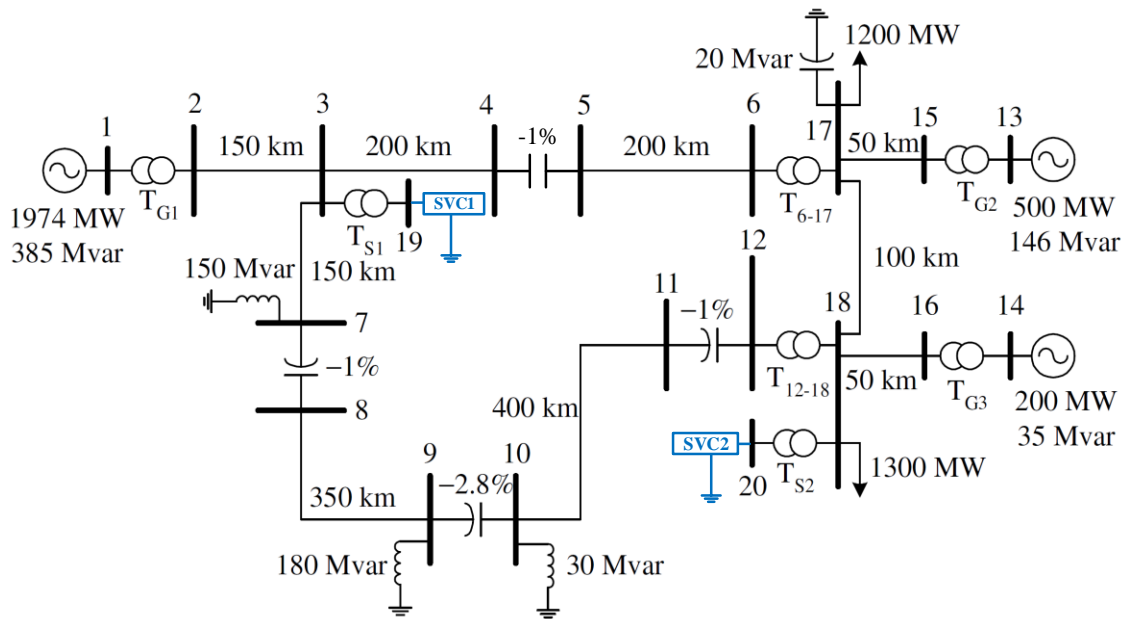 1200 MW
20 Mvar
1
2
3
4
-1%
5
6
17
15
13
150 km
200 km
200 km
50 km
T_G1
T_S1
19
SVC1
T_6-17
T_G2
1974 MW
385 Mvar
500 MW
146 Mvar
150 Mvar
150 km
12
100 km
11
−1%
18
16
14
7
−1%
8
T_12-18
50 km
T_G3
200 MW
35 Mvar
400 km
SVC2
20
T_S2
1300 MW
9
10
350 km
−2.8%
180 Mvar
30 Mvar